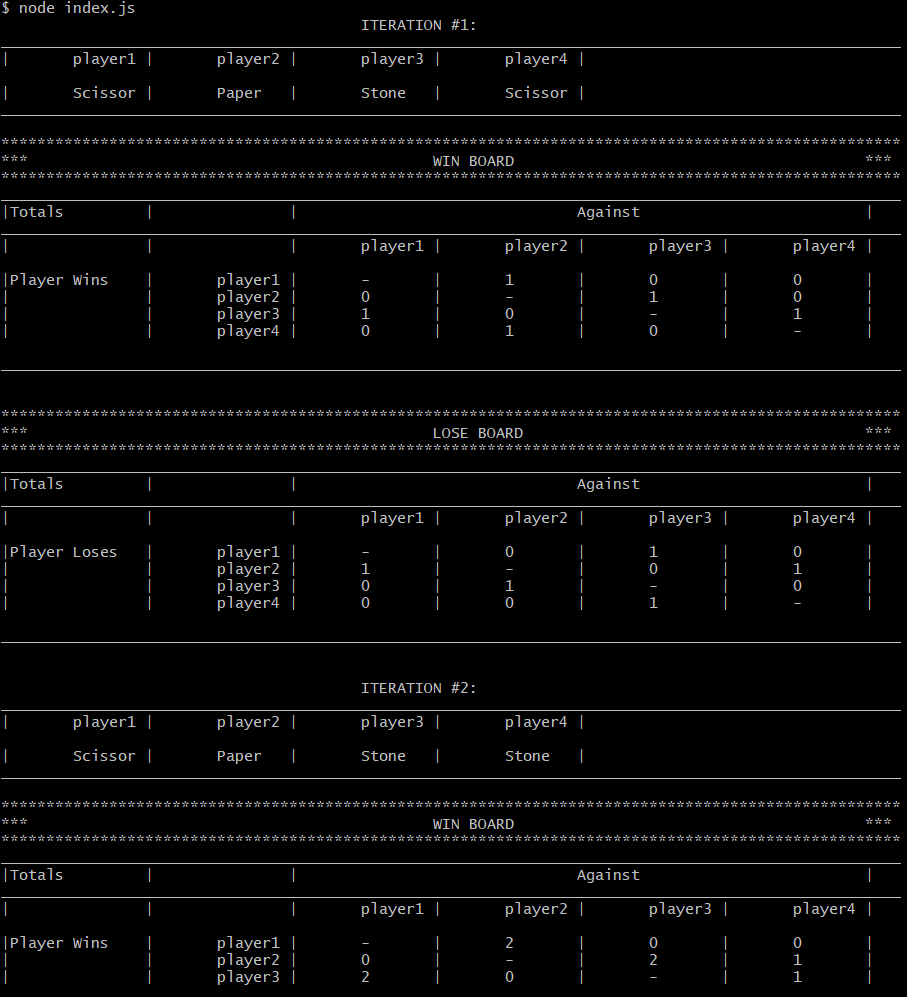 $ node index.js
ITERATION #1:
| player1 | player2 | player3 | player4 |
| Scissor | Paper | Stone | Scissor |
****************************************************************************************************
*** WIN BOARD ***
****************************************************************************************************
|Totals | | Against |
| | | player1 | player2 | player3 | player4 |
|Player Wins | player1 | - | 1 | 0 | 0 |
| | player2 | 0 | - | 1 | 0 |
| | player3 | 1 | 0 | - | 1 |
| | player4 | 0 | 1 | 0 | - |
****************************************************************************************************
*** LOSE BOARD ***
****************************************************************************************************
|Totals | | Against |
| | | player1 | player2 | player3 | player4 |
|Player Loses | player1 | - | 0 | 1 | 0 |
| | player2 | 1 | - | 0 | 1 |
| | player3 | 0 | 1 | - | 0 |
| | player4 | 0 | 0 | 1 | - |
ITERATION #2:
| player1 | player2 | player3 | player4 |
| Scissor | Paper | Stone | Stone |
****************************************************************************************************
*** WIN BOARD ***
****************************************************************************************************
|Totals | | Against |
| | | player1 | player2 | player3 | player4 |
|Player Wins | player1 | - | 2 | 0 | 0 |
| | player2 | 0 | - | 2 | 1 |
| | player3 | 2 | 0 | - | 1 |